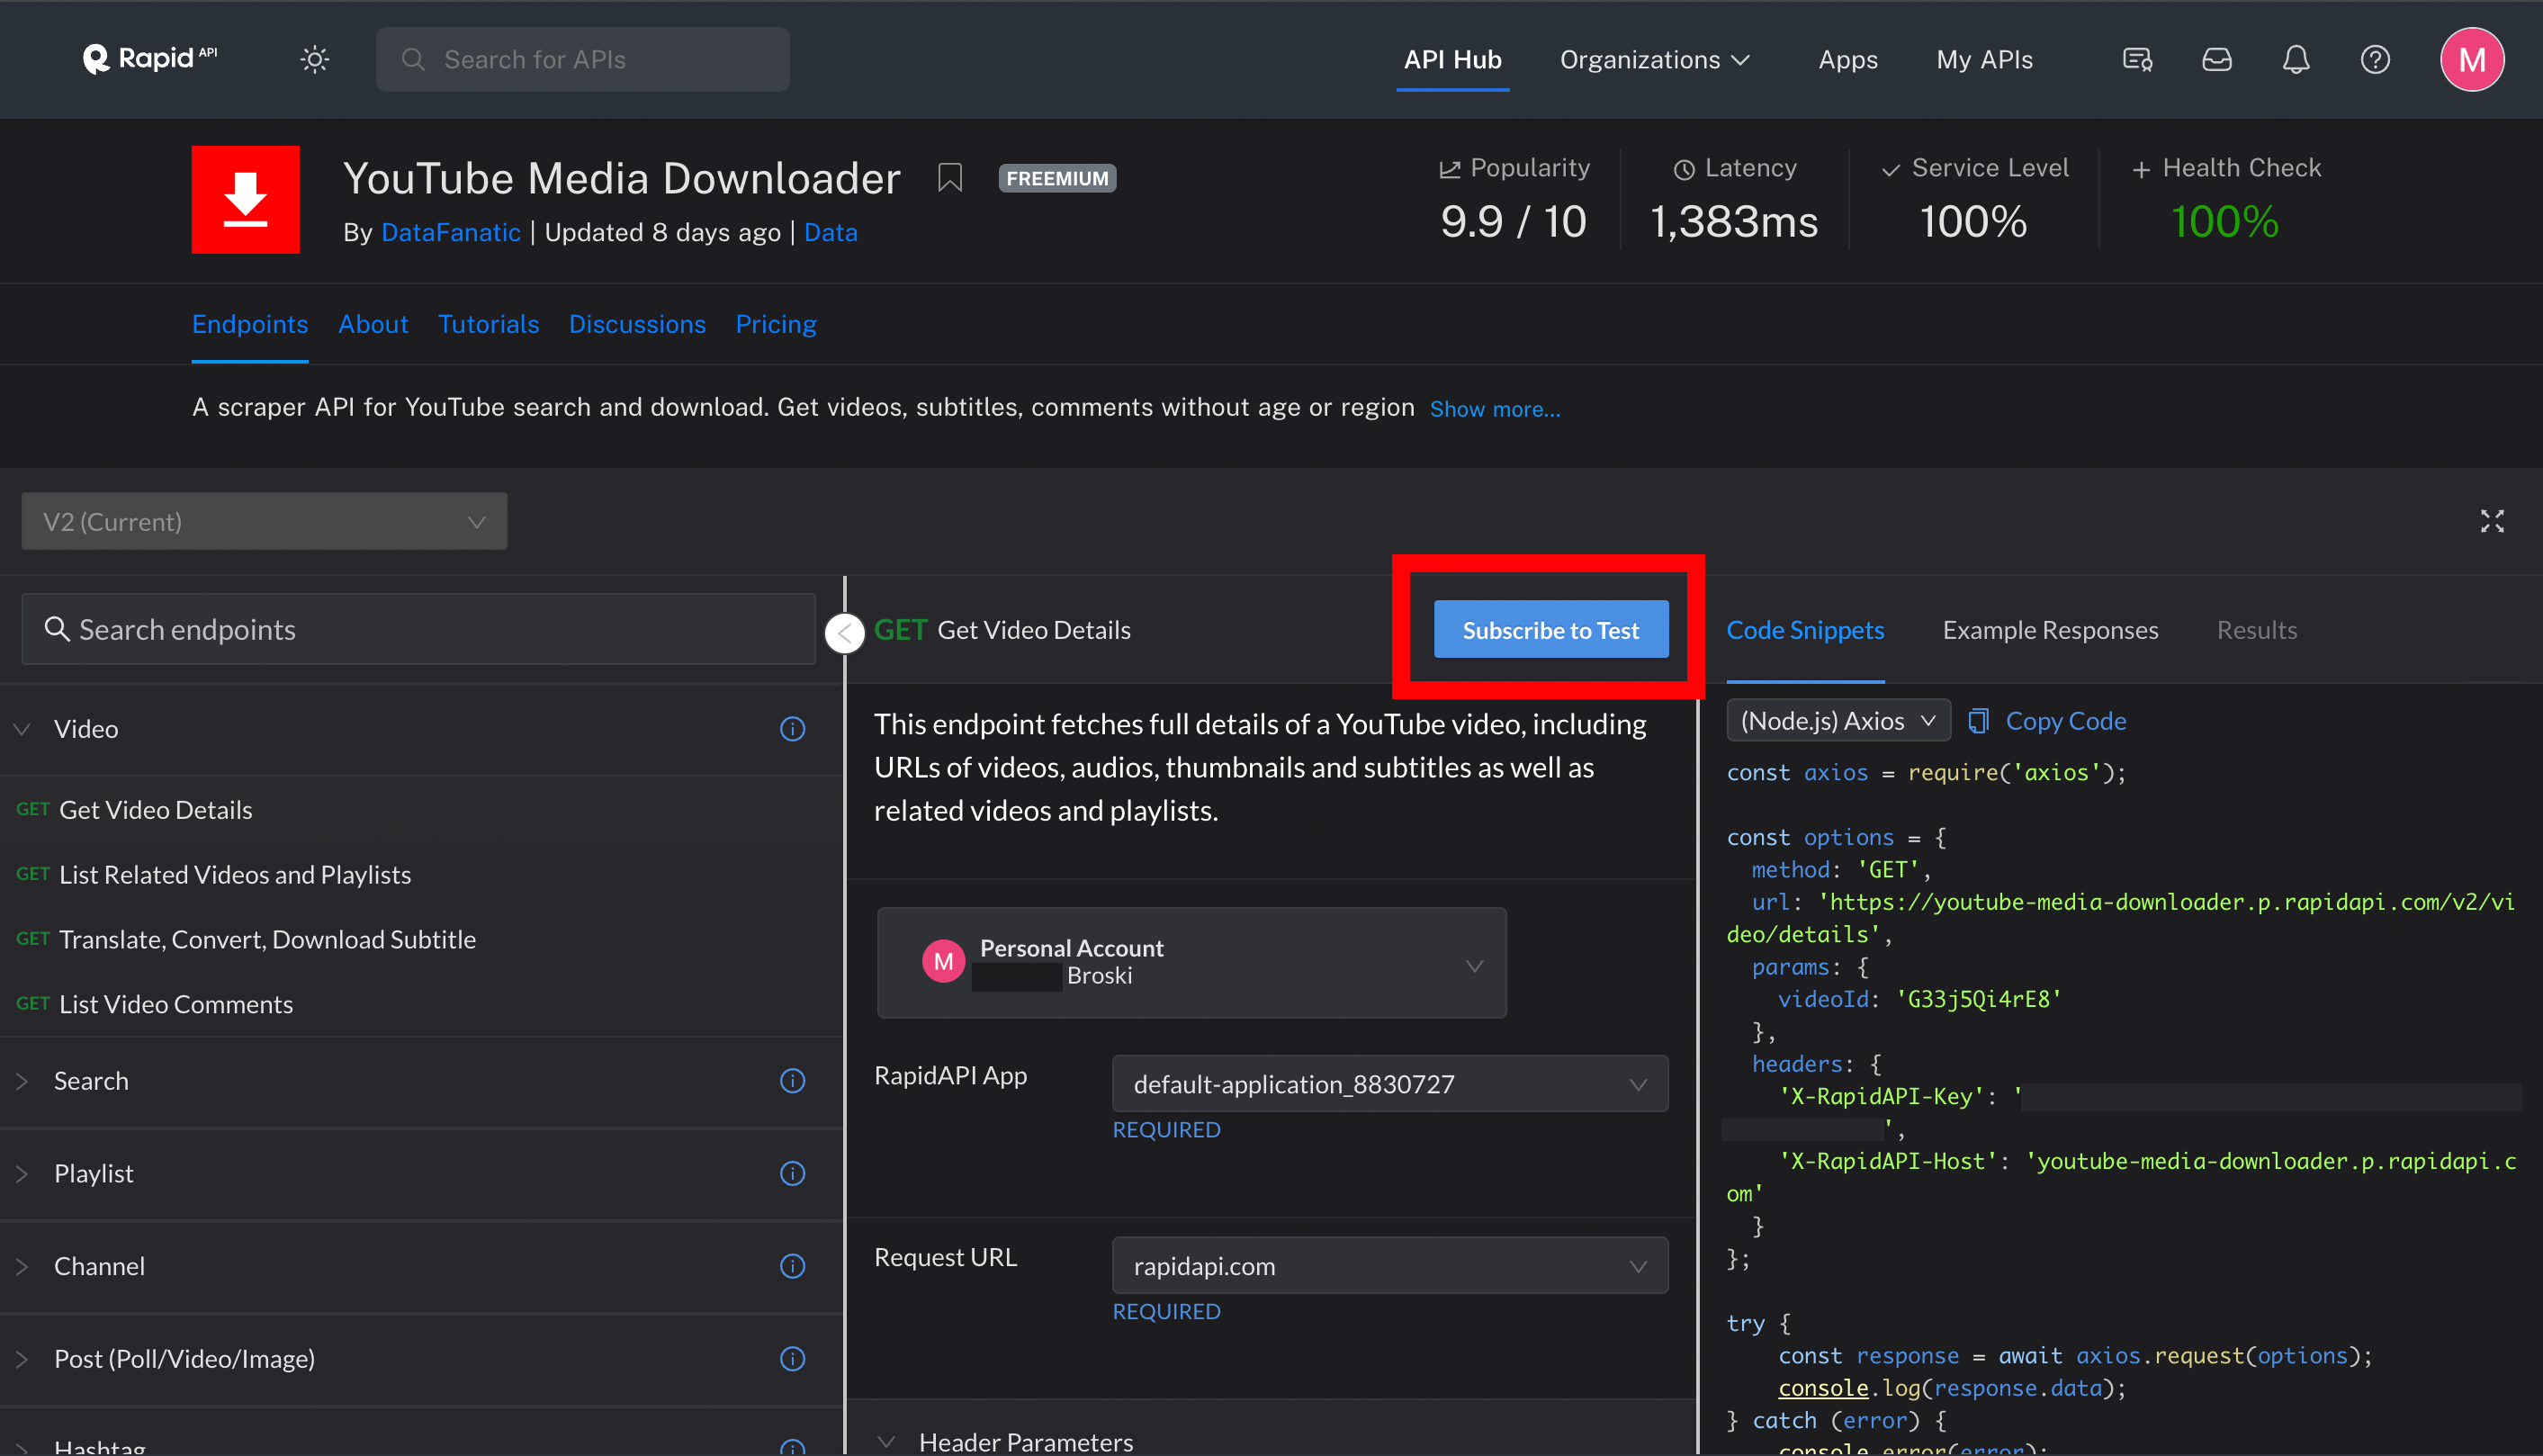 Rapid API
Search for APIs
API Hub
Organizations
Apps
My APIs
M
YouTube Media Downloader
FREEMIUM
By DataFanatic | Updated 8 days ago | Data
Popularity
9.9 / 10
Latency
1,383ms
Service Level
100%
Health Check
100%
Endpoints
About
Tutorials
Discussions
Pricing
A scraper API for YouTube search and download. Get videos, subtitles, comments without age or region Show more...
V2 (Current)
Search endpoints
Video
GET Get Video Details
GET List Related Videos and Playlists
GET Translate, Convert, Download Subtitle
GET List Video Comments
Search
Playlist
Channel
Post (Poll/Video/Image)
Hashtag
GET Get Video Details
Subscribe to Test
This endpoint fetches full details of a YouTube video, including
URLs of videos, audios, thumbnails and subtitles as well as
related videos and playlists.
M
Personal Account
Broski
RapidAPI App
default-application_8830727
REQUIRED
Request URL
rapidapi.com
REQUIRED
Header Parameters
Code Snippets
Example Responses
Results
(Node.js) Axios
Copy Code
const axios = require('axios');
const options = {
method: 'GET',
url: 'https://youtube-media-downloader.p.rapidapi.com/v2/vi
deo/details',
params: {
videoId: 'G33j5Qi4rE8'
},
headers: {
'X-RapidAPI-Key': '
',
'X-RapidAPI-Host': 'youtube-media-downloader.p.rapidapi.c
om'
}
};
try {
const response = await axios.request(options);
console.log(response.data);
} catch (error) {
console.error(error);